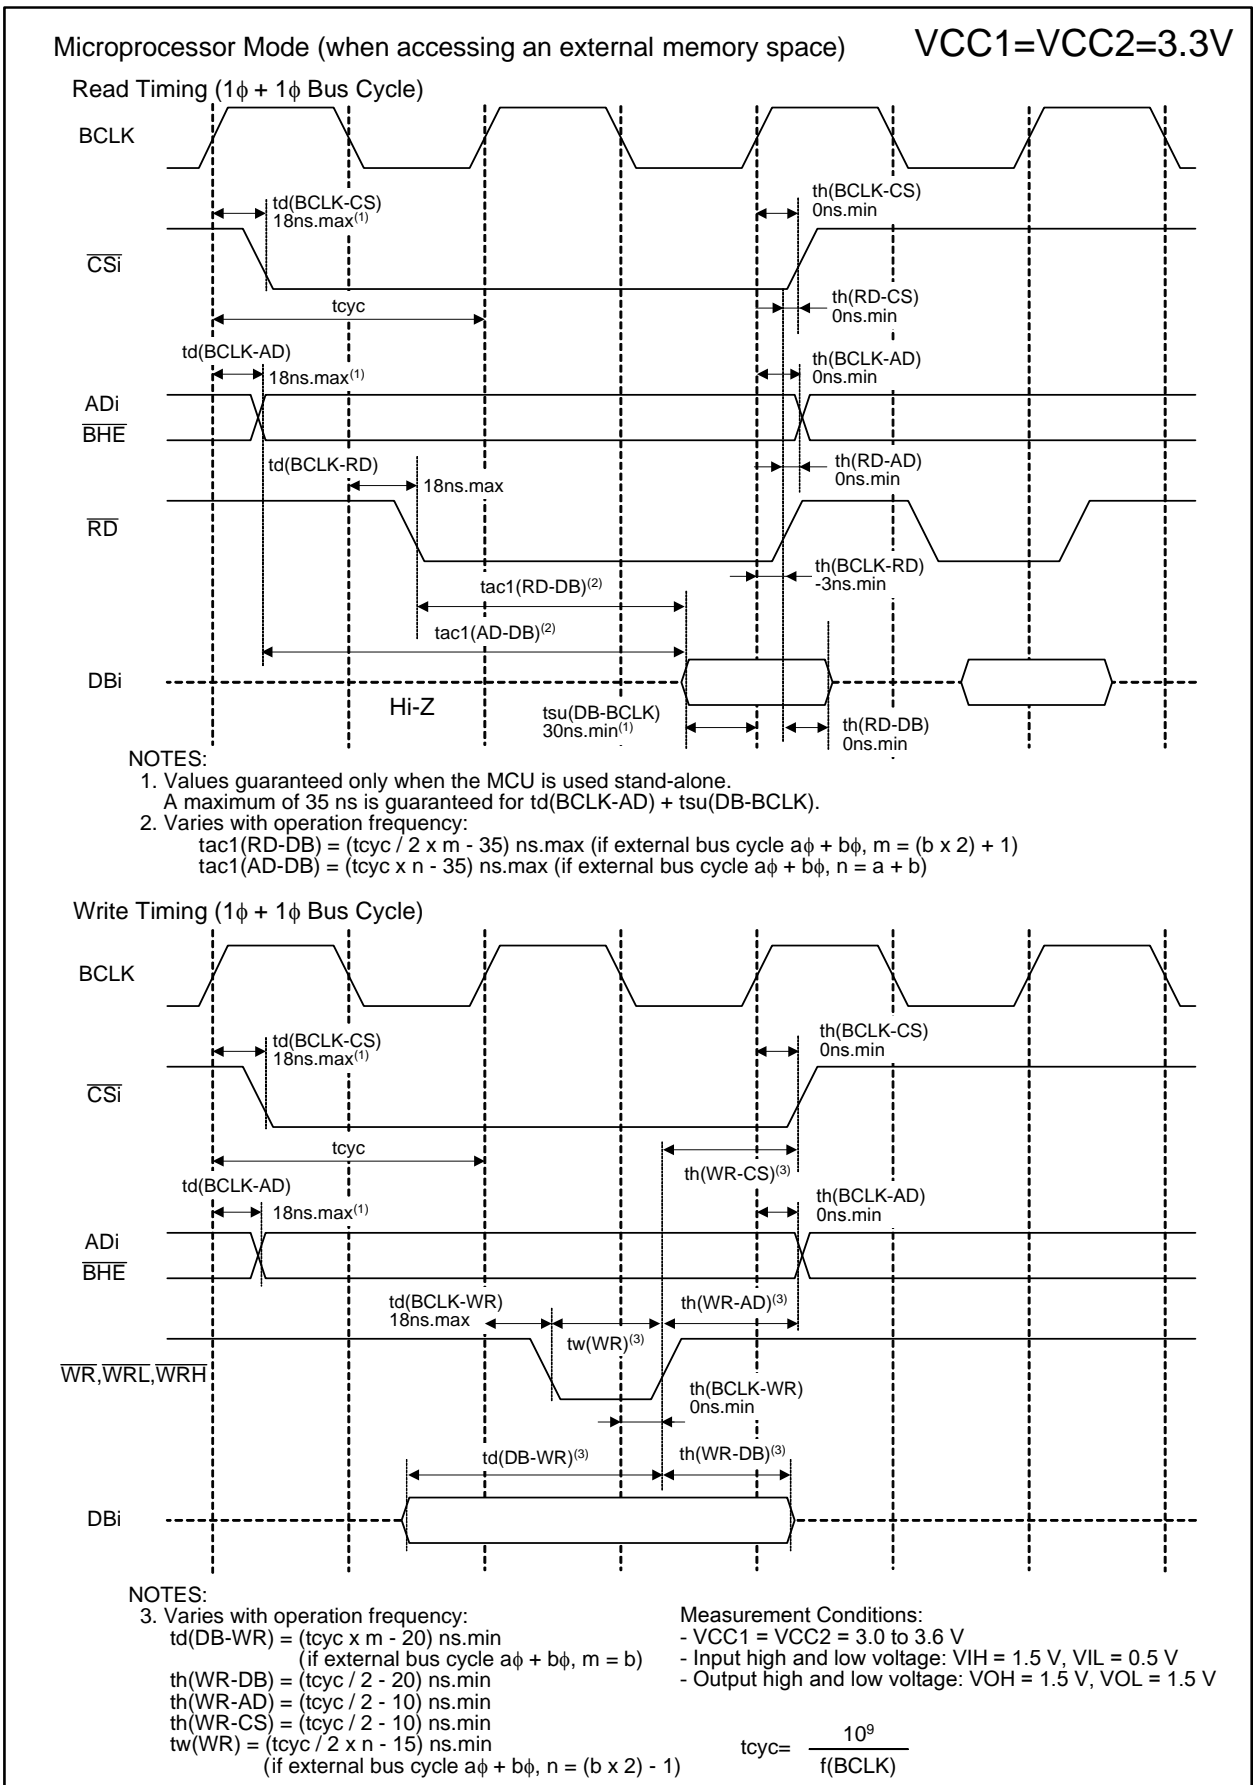 Microprocessor Mode (when accessing an external memory space)
VCC1=VCC2=3.3V
Read Timing (1ϕ + 1ϕ Bus Cycle)
BCLK
td(BCLK-CS)
18ns.max(1)
th(BCLK-CS)
0ns.min
CSi
th(RD-CS)
0ns.min
tcyc
td(BCLK-AD)
18ns.max(1)
th(BCLK-AD)
0ns.min
ADi
BHE
td(BCLK-RD)
18ns.max
th(RD-AD)
0ns.min
RD
th(BCLK-RD)
-3ns.min
tac1(RD-DB)(2)
tac1(AD-DB)(2)
DBi
Hi-Z
tsu(DB-BCLK)
30ns.min(1)
th(RD-DB)
0ns.min
NOTES:
1. Values guaranteed only when the MCU is used stand-alone.
A maximum of 35 ns is guaranteed for td(BCLK-AD) + tsu(DB-BCLK).
2. Varies with operation frequency:
tac1(RD-DB) = (tcyc / 2 x m - 35) ns.max (if external bus cycle aϕ + bϕ, m = (b x 2) + 1)
tac1(AD-DB) = (tcyc x n - 35) ns.max (if external bus cycle aϕ + bϕ, n = a + b)
Write Timing (1ϕ + 1ϕ Bus Cycle)
BCLK
td(BCLK-CS)
18ns.max(1)
th(BCLK-CS)
0ns.min
CSi
tcyc
th(WR-CS)(3)
td(BCLK-AD)
18ns.max(1)
th(BCLK-AD)
0ns.min
ADi
BHE
td(BCLK-WR)
18ns.max
th(WR-AD)(3)
tw(WR)(3)
WR,WRL,WRH
th(BCLK-WR)
0ns.min
td(DB-WR)(3)
th(WR-DB)(3)
DBi
NOTES:
3. Varies with operation frequency:
td(DB-WR) = (tcyc x m - 20) ns.min
(if external bus cycle aϕ + bϕ, m = b)
th(WR-DB) = (tcyc / 2 - 20) ns.min
th(WR-AD) = (tcyc / 2 - 10) ns.min
th(WR-CS) = (tcyc / 2 - 10) ns.min
tw(WR) = (tcyc / 2 x n - 15) ns.min
(if external bus cycle aϕ + bϕ, n = (b x 2) - 1)
Measurement Conditions:
- VCC1 = VCC2 = 3.0 to 3.6 V
- Input high and low voltage: VIH = 1.5 V, VIL = 0.5 V
- Output high and low voltage: VOH = 1.5 V, VOL = 1.5 V
tcyc= 10⁹
f(BCLK)